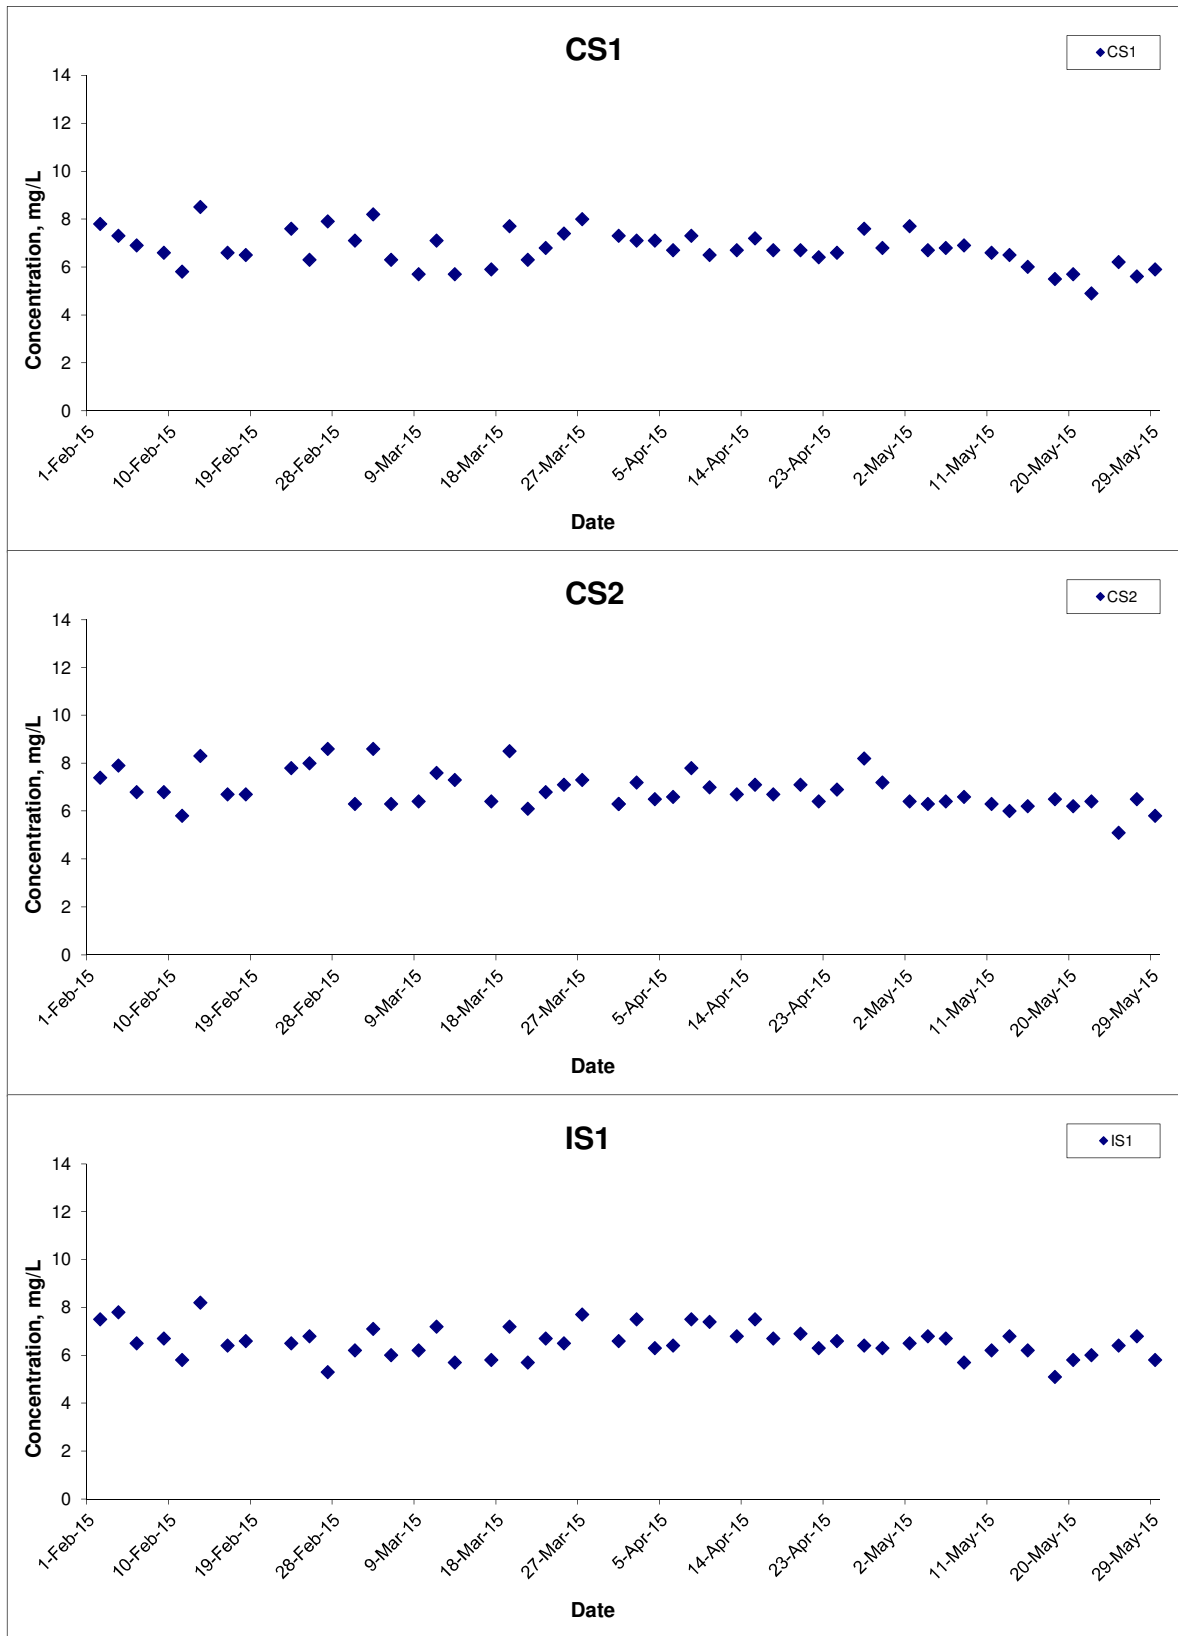 CS1
CS1
14
12
10
8
6
4
2
0
Concentration, mg/L
1-Feb-15
10-Feb-15
19-Feb-15
28-Feb-15
9-Mar-15
18-Mar-15
27-Mar-15
5-Apr-15
14-Apr-15
23-Apr-15
2-May-15
11-May-15
20-May-15
29-May-15
Date
CS2
CS2
14
12
10
8
6
4
2
0
Concentration, mg/L
1-Feb-15
10-Feb-15
19-Feb-15
28-Feb-15
9-Mar-15
18-Mar-15
27-Mar-15
5-Apr-15
14-Apr-15
23-Apr-15
2-May-15
11-May-15
20-May-15
29-May-15
Date
IS1
IS1
14
12
10
8
6
4
2
0
Concentration, mg/L
1-Feb-15
10-Feb-15
19-Feb-15
28-Feb-15
9-Mar-15
18-Mar-15
27-Mar-15
5-Apr-15
14-Apr-15
23-Apr-15
2-May-15
11-May-15
20-May-15
29-May-15
Date